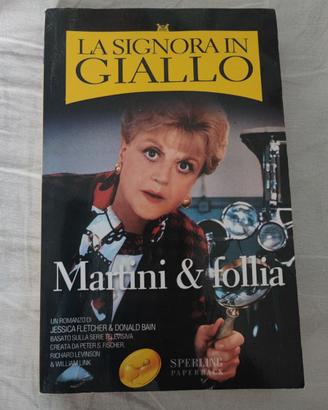 LA SIGNORA IN
GIALLO
Martini & follia
UN ROMANZO DI
JESSICA FLETCHER & DONALD BAIN
BASATO SULLA SERIE TELEVISIVA
CREATA DA PETER S. FISCHER,
RICHARD LEVINSON
& WILLIAM LINK
SPERLING
PAPERBACK